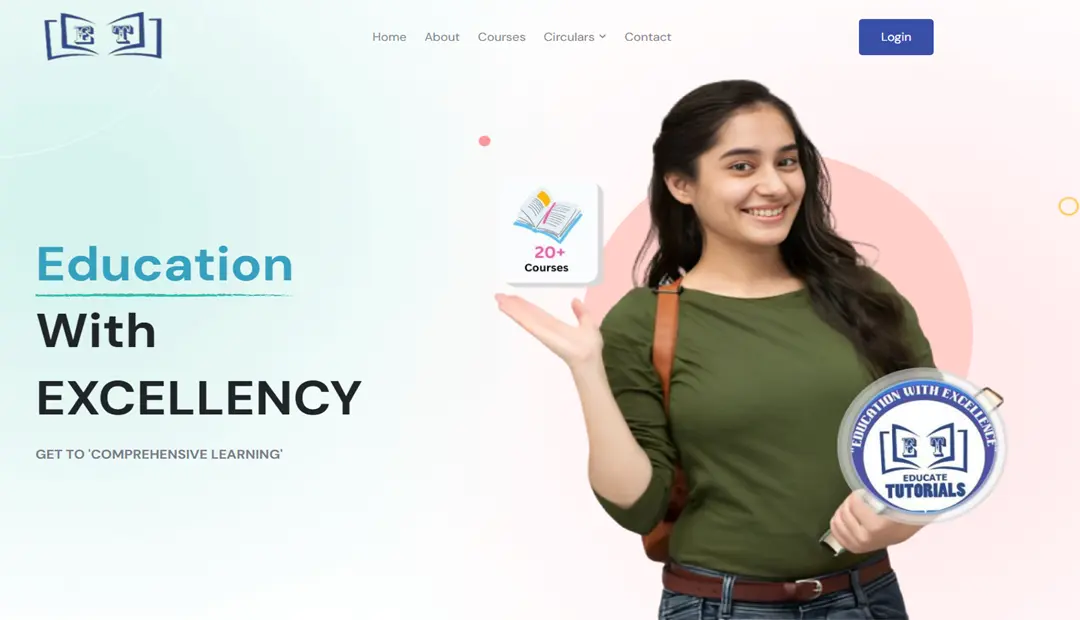 E T
Home
About
Courses
Circulars
Contact
Login
20+
Courses
Education
With
EXCELLENCY
GET TO 'COMPREHENSIVE LEARNING'
"EDUCATION WITH EXCELLENCE"
E T
EDUCATE
TUTORIALS